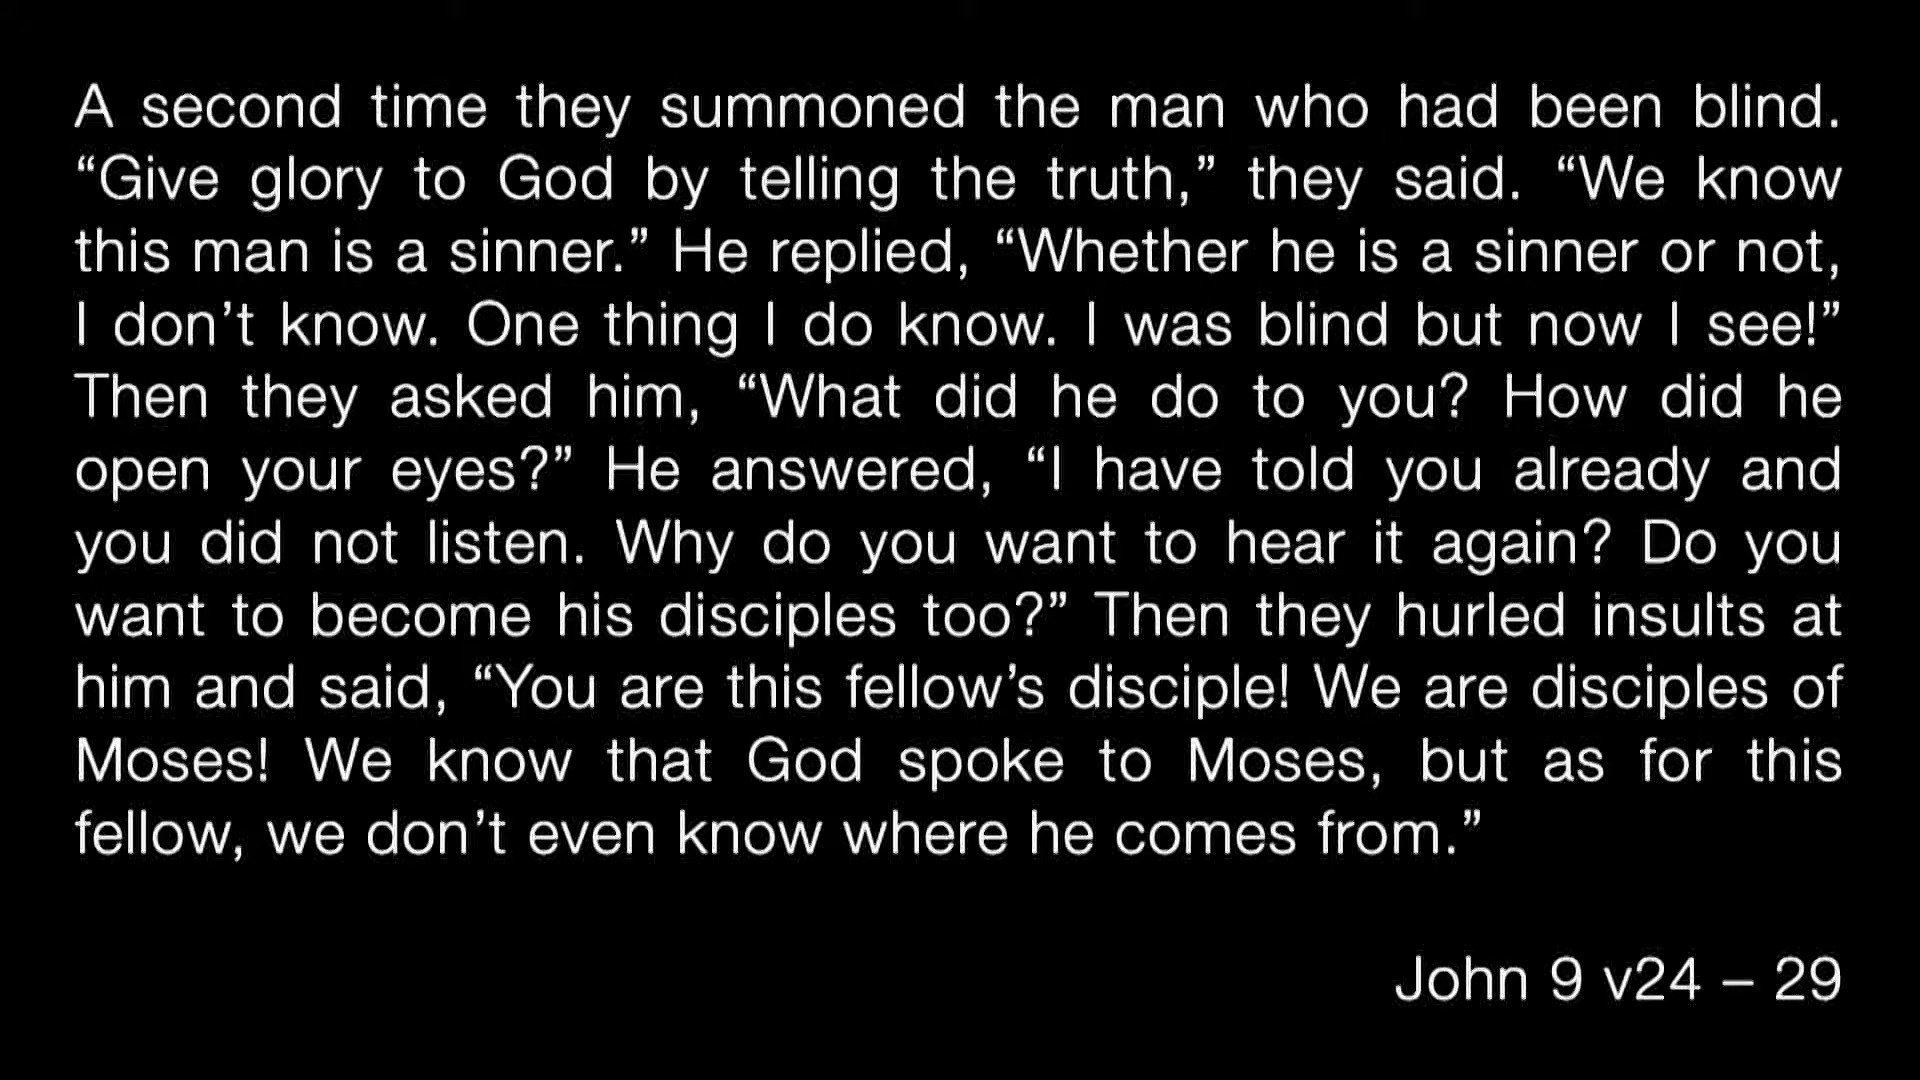 A second time they summoned the man who had been blind.
“Give glory to God by telling the truth,” they said. “We know
this man is a sinner.” He replied, “Whether he is a sinner or not,
I don’t know. One thing I do know. I was blind but now I see!”
Then they asked him, “What did he do to you? How did he
open your eyes?” He answered, “I have told you already and
you did not listen. Why do you want to hear it again? Do you
want to become his disciples too?” Then they hurled insults at
him and said, “You are this fellow’s disciple! We are disciples of
Moses! We know that God spoke to Moses, but as for this
fellow, we don’t even know where he comes from.”
John 9 v24 – 29